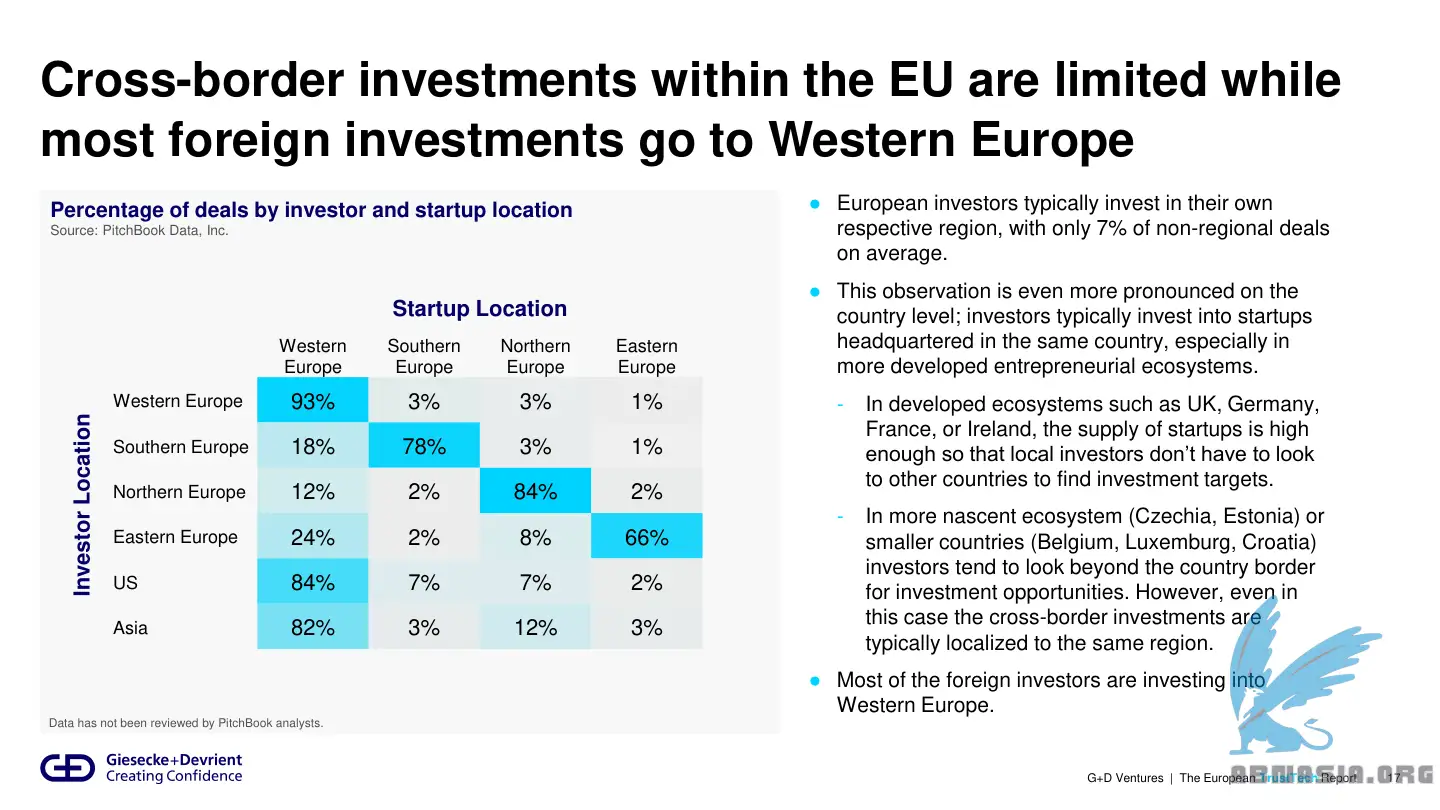 Cross-border investments within the EU are limited while
most foreign investments go to Western Europe
Percentage of deals by investor and startup location
Source: PitchBook Data, Inc.
Startup Location
Western Europe Southern Europe Northern Europe Eastern Europe
Investor Location
Western Europe 93% 3% 3% 1%
Southern Europe 18% 78% 3% 1%
Northern Europe 12% 2% 84% 2%
Eastern Europe 24% 2% 8% 66%
US 84% 7% 7% 2%
Asia 82% 3% 12% 3%
Data has not been reviewed by PitchBook analysts.
● European investors typically invest in their own
respective region, with only 7% of non-regional deals
on average.
● This observation is even more pronounced on the
country level; investors typically invest into startups
headquartered in the same country, especially in
more developed entrepreneurial ecosystems.
- In developed ecosystems such as UK, Germany,
France, or Ireland, the supply of startups is high
enough so that local investors don't have to look
to other countries to find investment targets.
- In more nascent ecosystem (Czechia, Estonia) or
smaller countries (Belgium, Luxemburg, Croatia)
investors tend to look beyond the country border
for investment opportunities. However, even in
this case the cross-border investments are
typically localized to the same region.
● Most of the foreign investors are investing into
Western Europe.
Giesecke+Devrient
Creating Confidence
G+D Ventures | The European TrustTech Report 17
ARMASIA.ORG